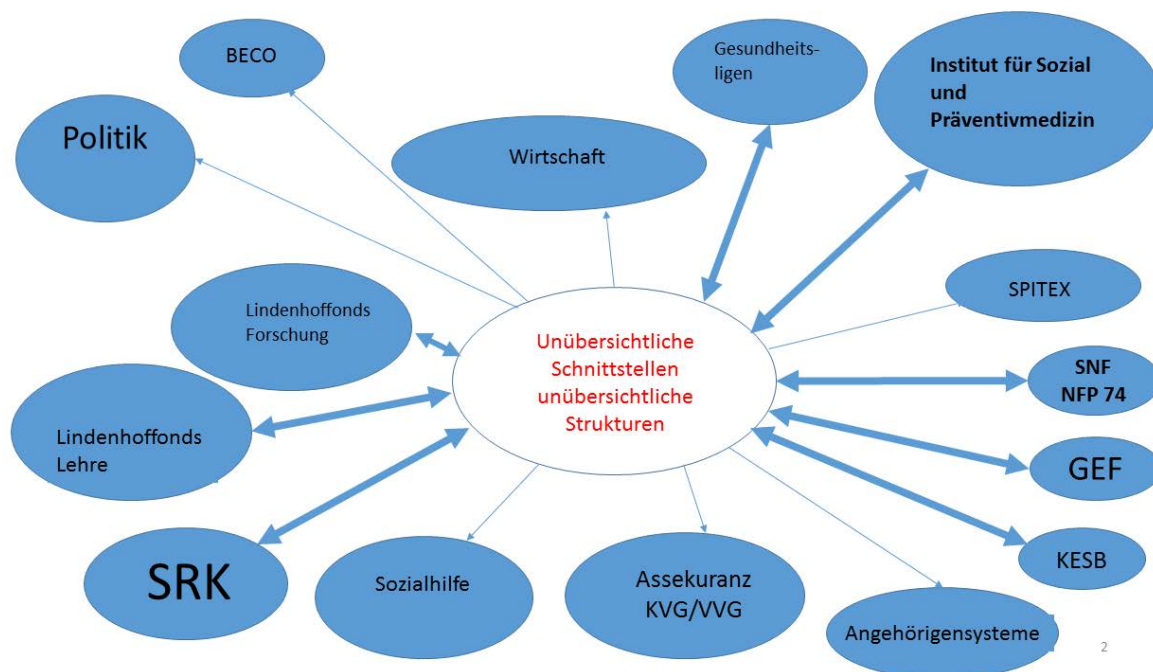 BECO
Gesundheits-
ligen
Institut für Sozial
und
Präventivmedizin
Politik
Wirtschaft
SPITEX
Lindenhoffonds
Forschung
Unübersichtliche
Schnittstellen
unübersichtliche
Strukturen
SNF
NFP 74
Lindenhoffonds
Lehre
GEF
KESB
SRK
Sozialhilfe
Assekuranz
KVG/VVG
Angehörigensysteme
2